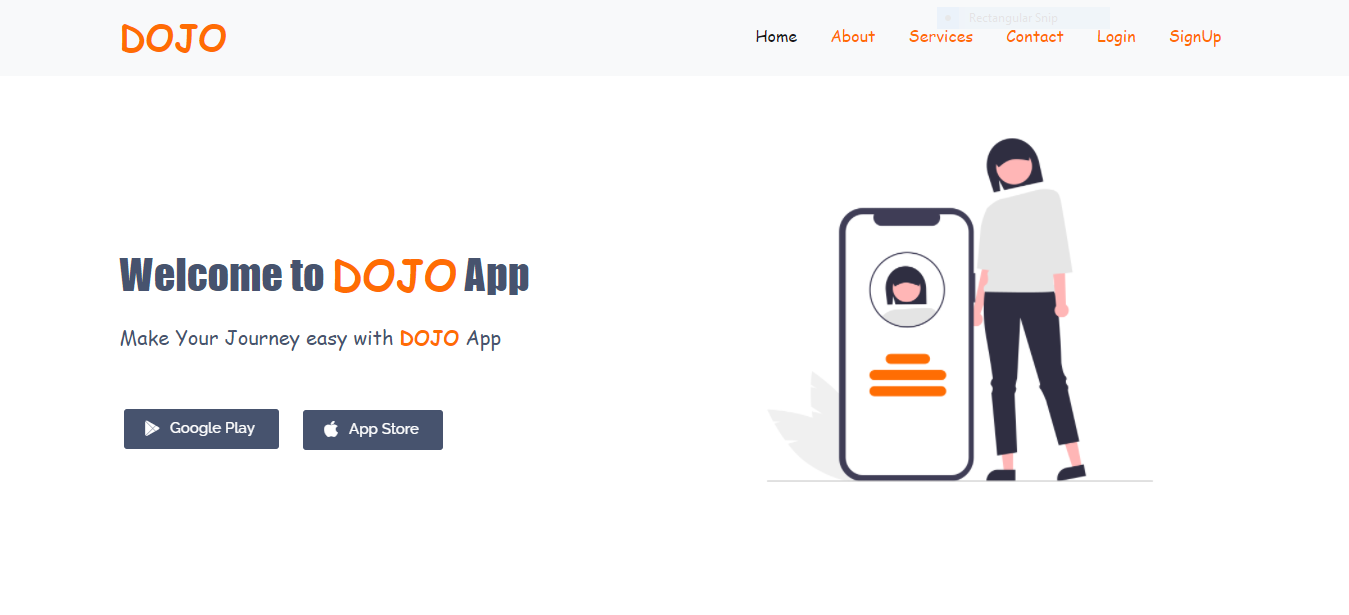 Rectangular Snip
DOJO
Home About Services Contact Login SignUp
Welcome to DOJO App
Make Your Journey easy with DOJO App
Google Play App Store